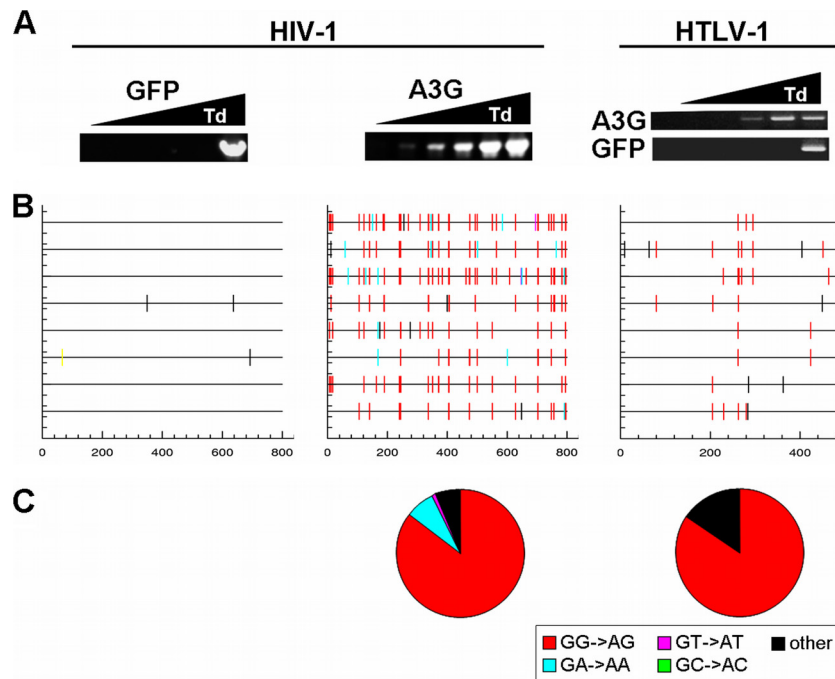 A
HIV-1
HTLV-1
GFP
Td
A3G
Td
Td
A3G
GFP
B
0 200 400 600 800
0 200 400 600 800
0 200 400
C
GG->AG
GT->AT
other
GA->AA
GC->AC